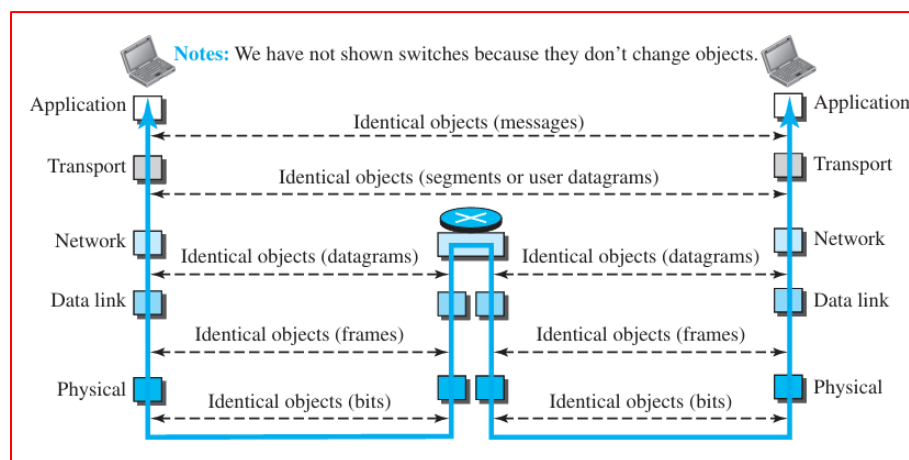 Notes: We have not shown switches because they don’t change objects.
Application Application
Identical objects (messages)
Transport Transport
Identical objects (segments or user datagrams)
Network Network
Identical objects (datagrams) Identical objects (datagrams)
Data link Data link
Identical objects (frames) Identical objects (frames)
Physical Physical
Identical objects (bits) Identical objects (bits)